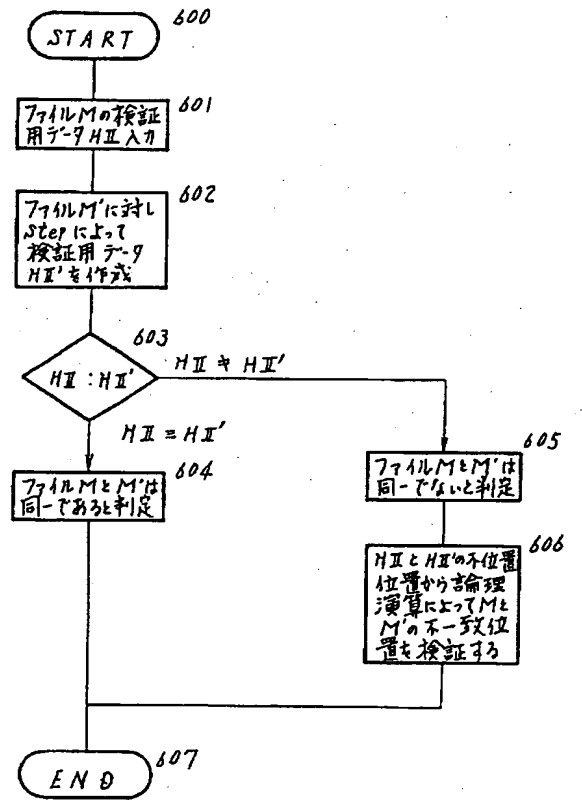 START
600
ファイルMの検証
用データHⅡ入力
601
602
ファイルM'に対し
Stepによって
検証用データ
HⅡ'を作成
603
HⅡ:HⅡ'
HⅡ≠HⅡ'
HⅡ=HⅡ'
604
ファイルMとM'は
同一であると判定
605
ファイルMとM'は
同一でないと判定
606
HⅡとHⅡ'の不位置
位置から論理
演算によってMと
M'の不一致位
置を検証する
END
607